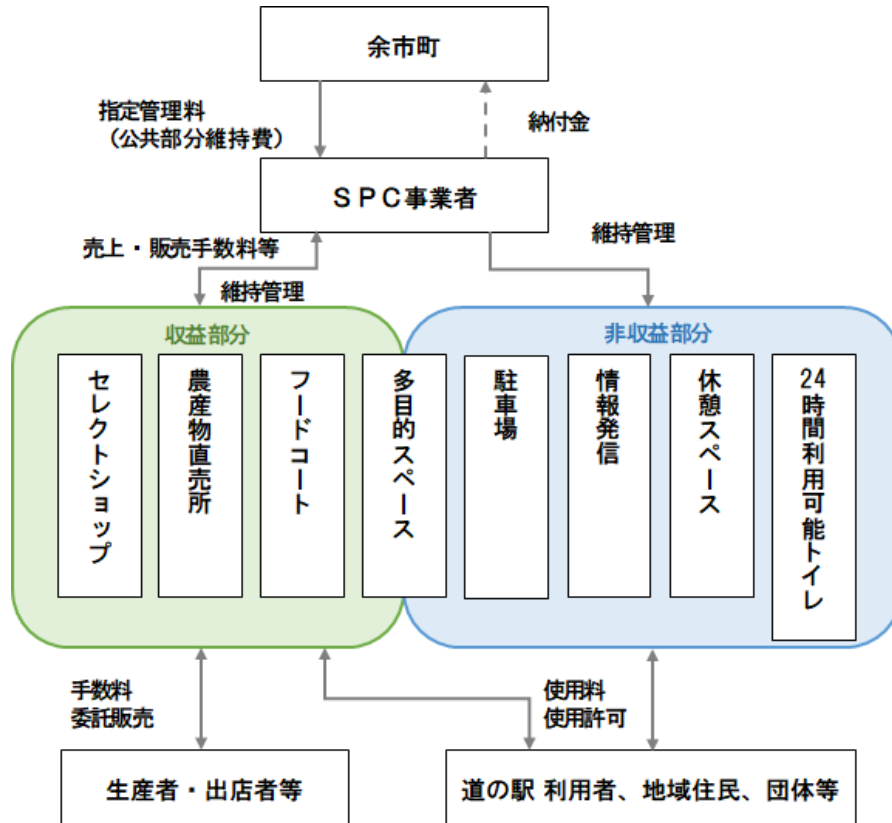 余市町
指定管理料
（公共部分維持費）
納付金
ＳＰＣ事業者
売上・販売手数料等
維持管理
維持管理
収益部分
非収益部分
セレクトショップ
農産物直売所
フードコート
多目的スペース
駐車場
情報発信
休憩スペース
24時間利用可能トイレ
手数料
委託販売
使用料
使用許可
生産者・出店者等
道の駅 利用者、地域住民、団体等